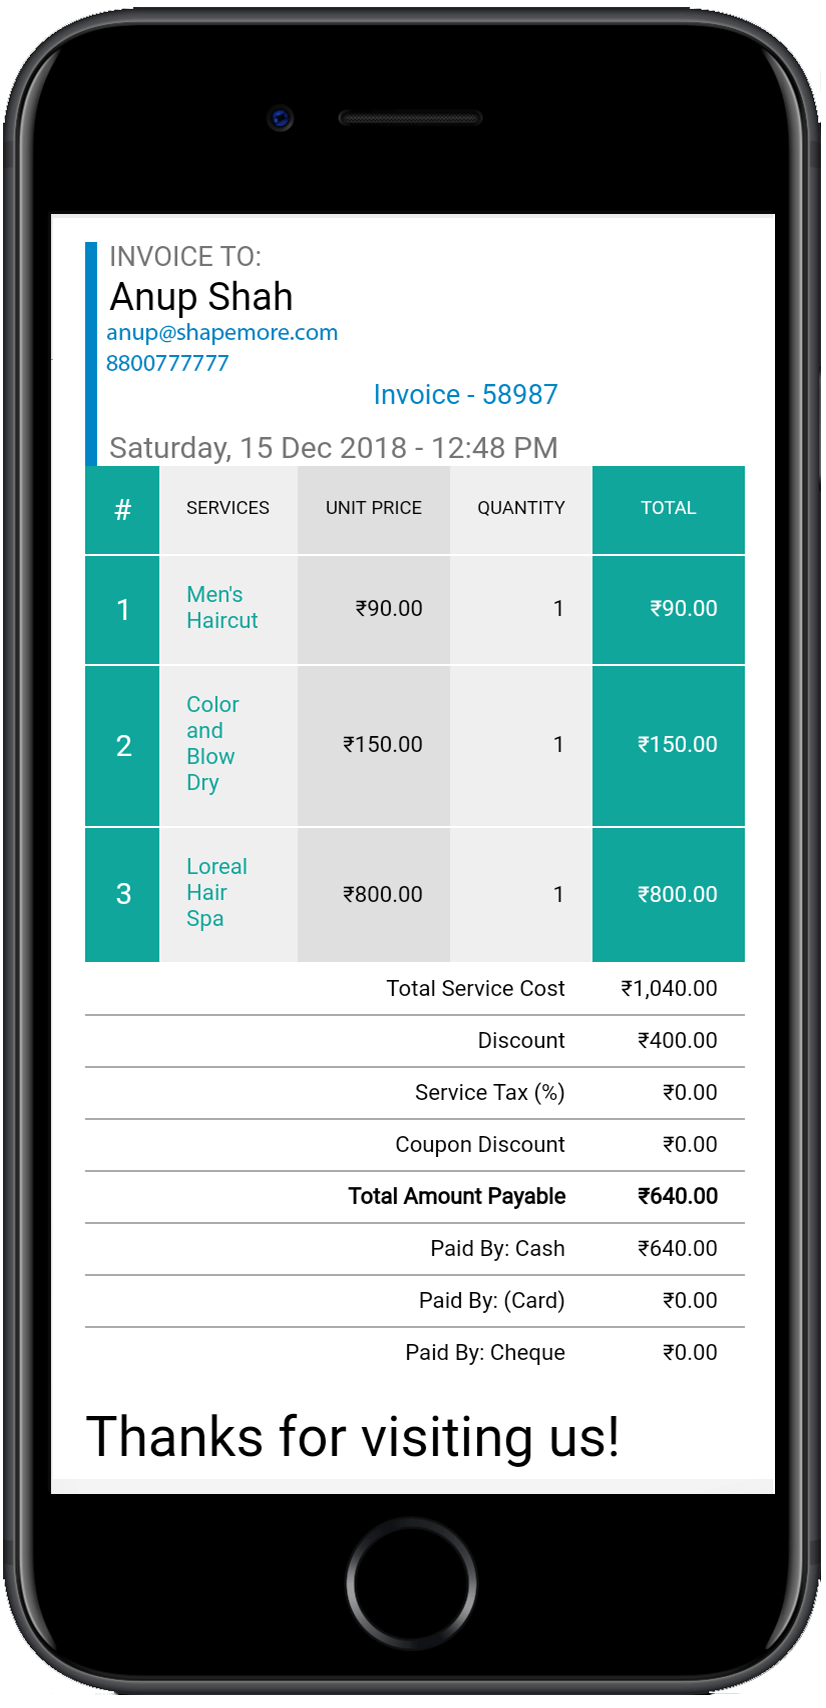 INVOICE TO:
Anup Shah
anup@shapemore.com
8800777777
Invoice - 58987
Saturday, 15 Dec 2018 - 12:48 PM
# SERVICES UNIT PRICE QUANTITY TOTAL
1 Men's Haircut ₹90.00 1 ₹90.00
2 Color and Blow Dry ₹150.00 1 ₹150.00
3 Loreal Hair Spa ₹800.00 1 ₹800.00
Total Service Cost ₹1,040.00
Discount ₹400.00
Service Tax (%) ₹0.00
Coupon Discount ₹0.00
Total Amount Payable ₹640.00
Paid By: Cash ₹640.00
Paid By: (Card) ₹0.00
Paid By: Cheque ₹0.00
Thanks for visiting us!